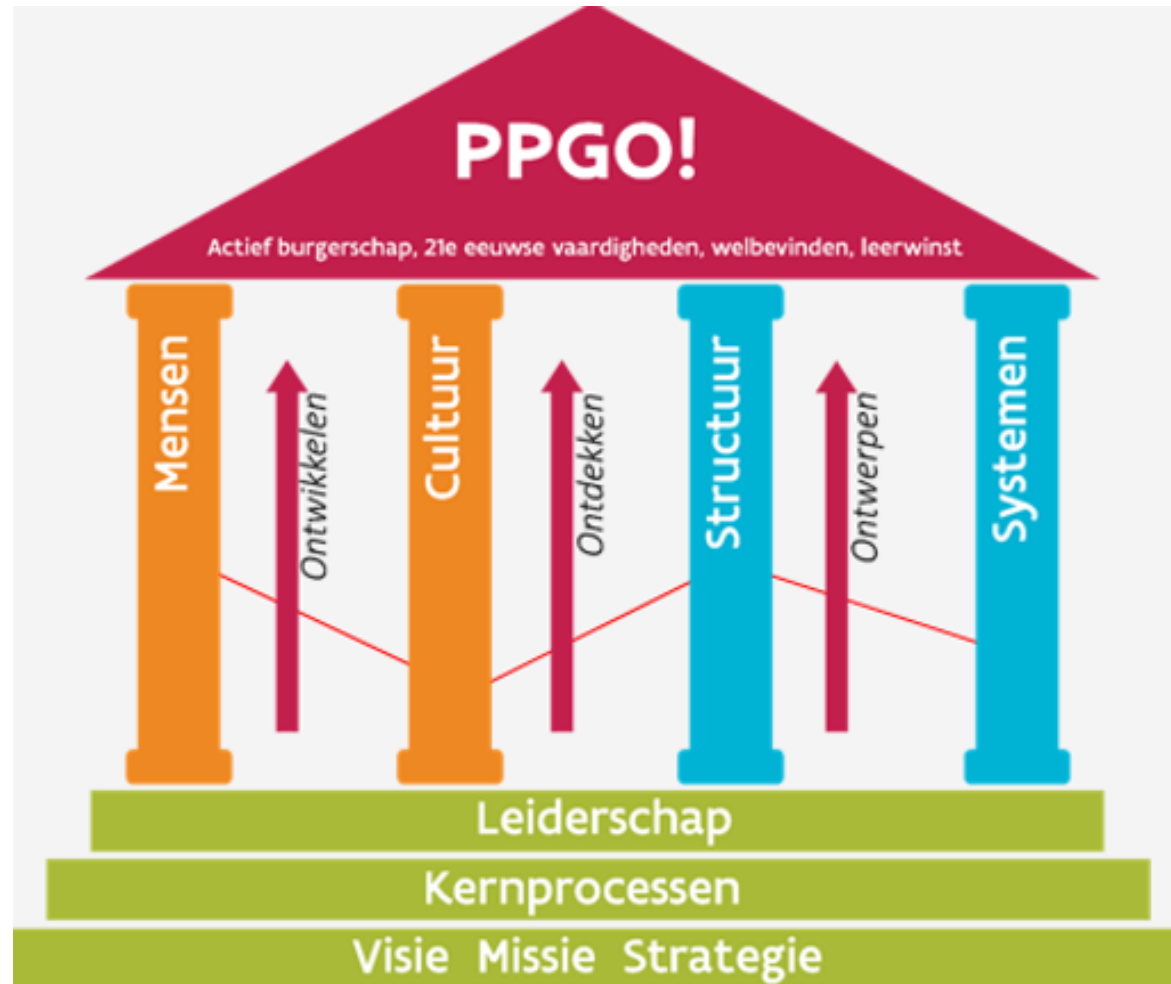 PPGO!
Actief burgerschap, 21e eeuwse vaardigheden, welbevinden, leerwinst
Mensen
Ontwikkelen
Cultuur
Ontdekken
Structuur
Ontwerpen
Systemen
Leiderschap
Kernprocessen
Visie Missie Strategie